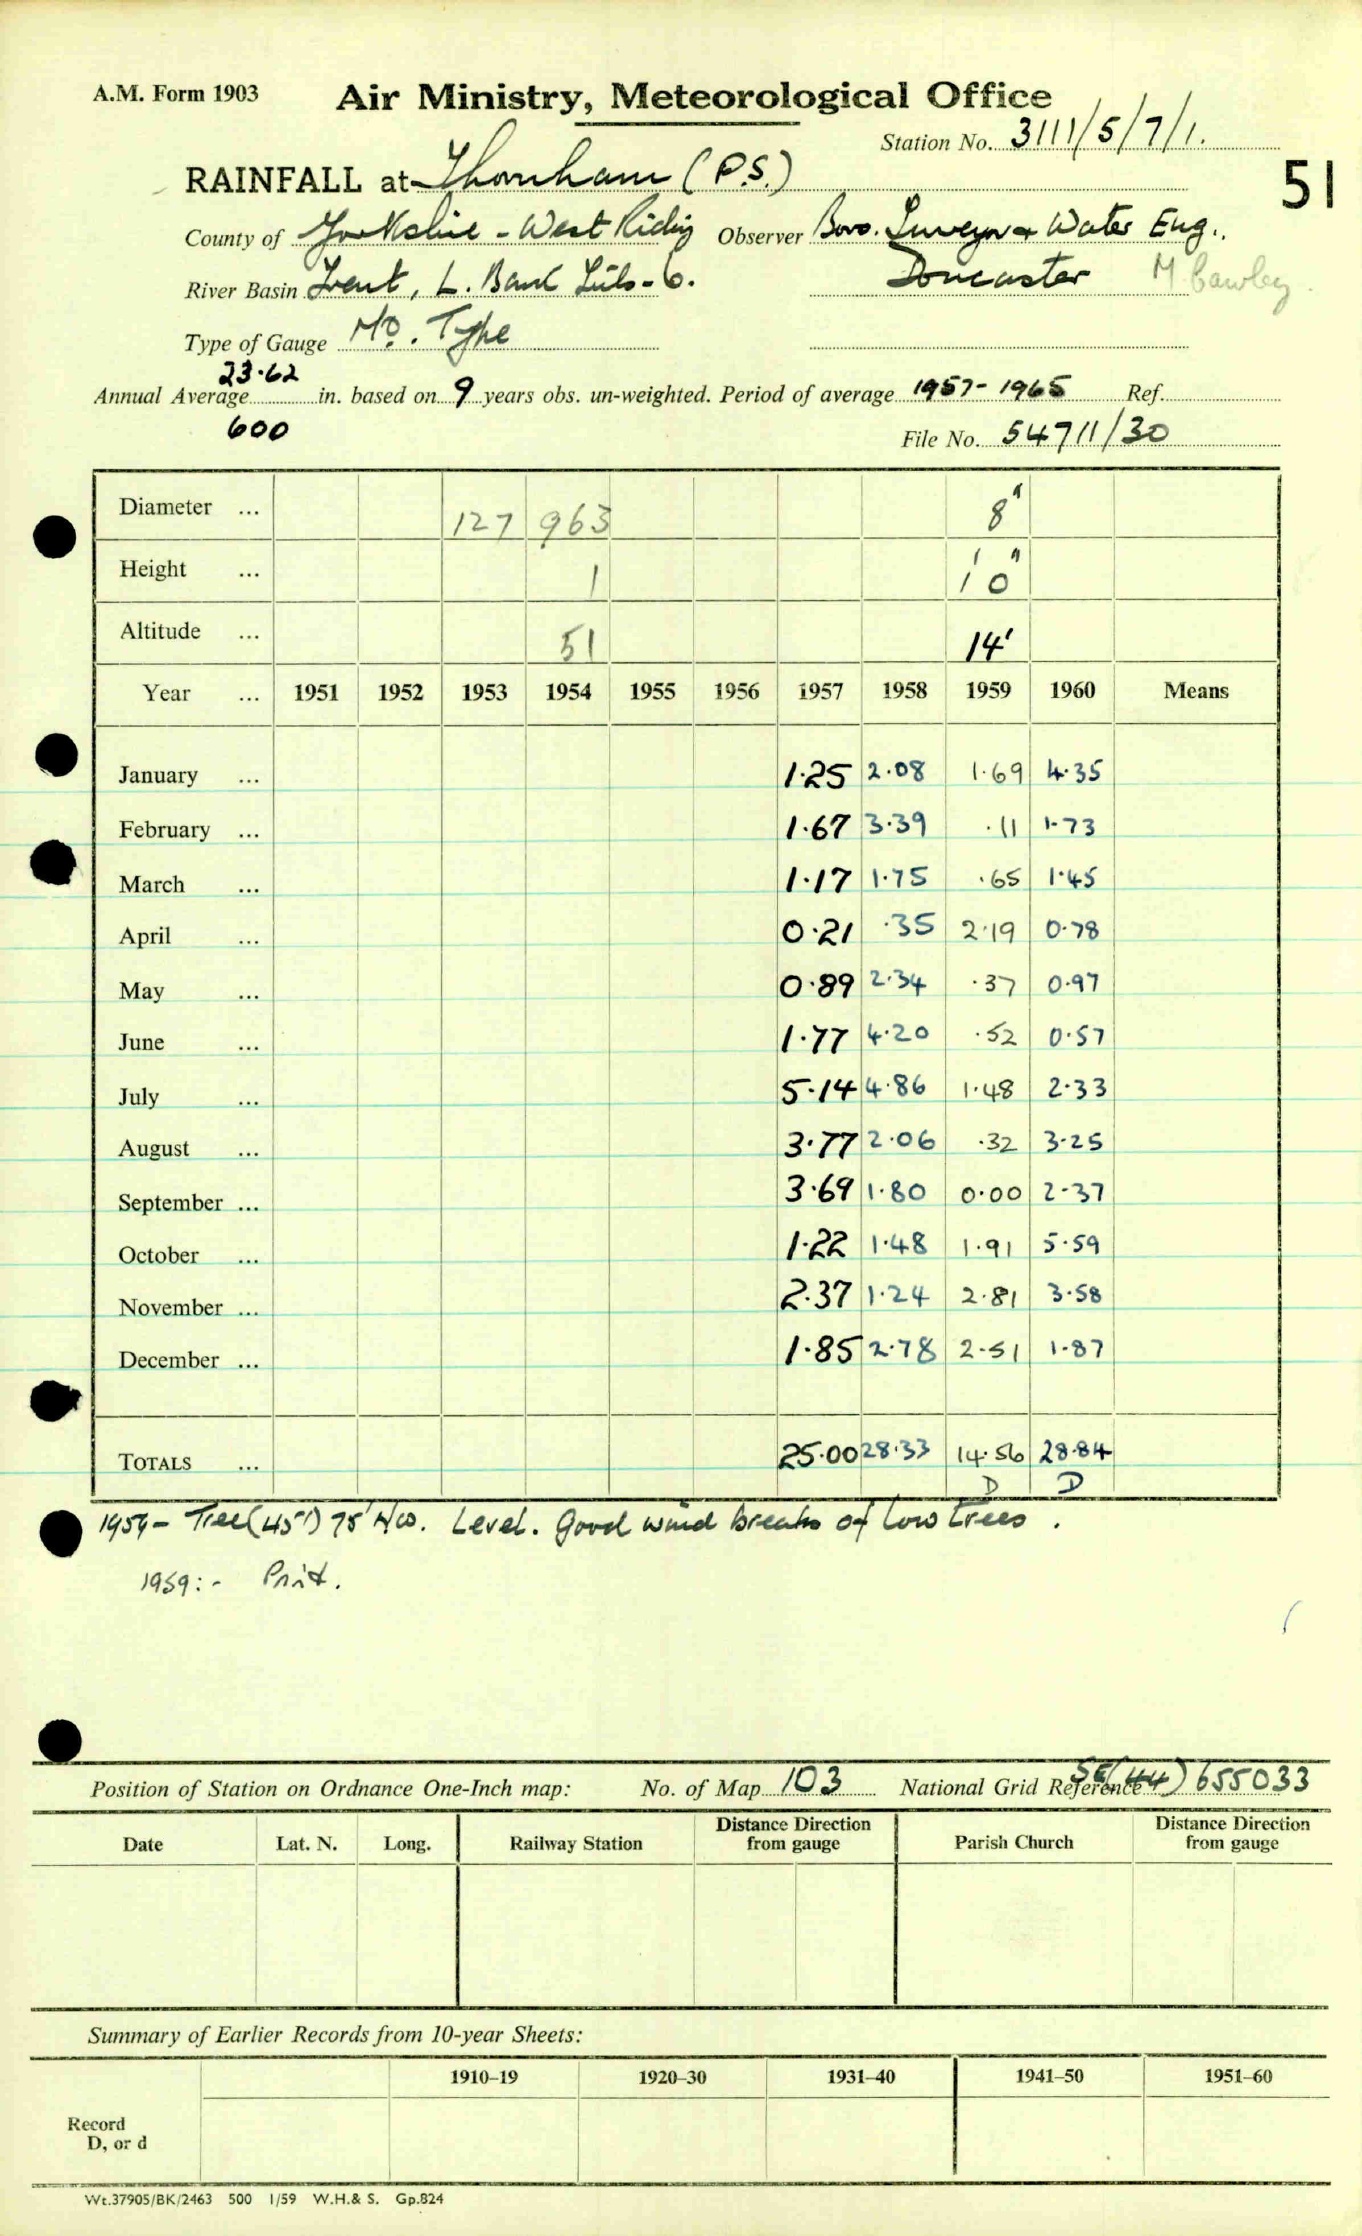 A.M. Form 1903 Air Ministry, Meteorological Office
Station No. 3111/5/7/1.
RAINFALL at Thornham (P.S.)
51
County of Yorkshire - West Riding Observer Boro. Surveyor & Water Eng.
River Basin Trent, L. Bank Tribs - 6. Doncaster M. Cawley
Type of Gauge MO. Type
Annual Average 23.62 in. based on 9 years obs. un-weighted. Period of average 1957-1965 Ref.
600
File No. 54711/30
Diameter ... 127 963 8"
Height ... 1 1' 0"
Altitude ... 51 14'
Year ... 1951 1952 1953 1954 1955 1956 1957 1958 1959 1960 Means
January ... 1.25 2.08 1.69 4.35
February ... 1.67 3.39 .11 1.73
March ... 1.17 1.75 .65 1.45
April ... 0.21 .35 2.19 0.78
May ... 0.89 2.34 .37 0.97
June ... 1.77 4.20 .52 0.57
July ... 5.14 4.86 1.48 2.33
August ... 3.77 2.06 .32 3.25
September ... 3.69 1.80 0.00 2.37
October ... 1.22 1.48 1.91 5.59
November ... 2.37 1.24 2.81 3.58
December ... 1.85 2.78 2.51 1.87
TOTALS ... 25.00 28.33 14.56 28.84
D D
1959 - Tree (45') 75' NW. Level. Good wind breaks of low trees.
1959:- Print.
Position of Station on Ordnance One-Inch map: No. of Map 103 National Grid Reference SE(44) 655033
Date Lat. N. Long. Railway Station Distance Direction from gauge Parish Church Distance Direction from gauge
Summary of Earlier Records from 10-year Sheets:
1910–19 1920–30 1931–40 1941–50 1951–60
Record
D, or d
Wt.37905/BK/2463 500 1/59 W.H.& S. Gp.824